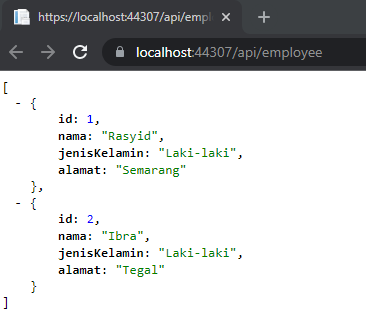 https://localhost:44307/api/empl
localhost:44307/api/employee
[
- {
id: 1,
nama: "Rasyid",
jenisKelamin: "Laki-laki",
alamat: "Semarang"
},
- {
id: 2,
nama: "Ibra",
jenisKelamin: "Laki-laki",
alamat: "Tegal"
}
]